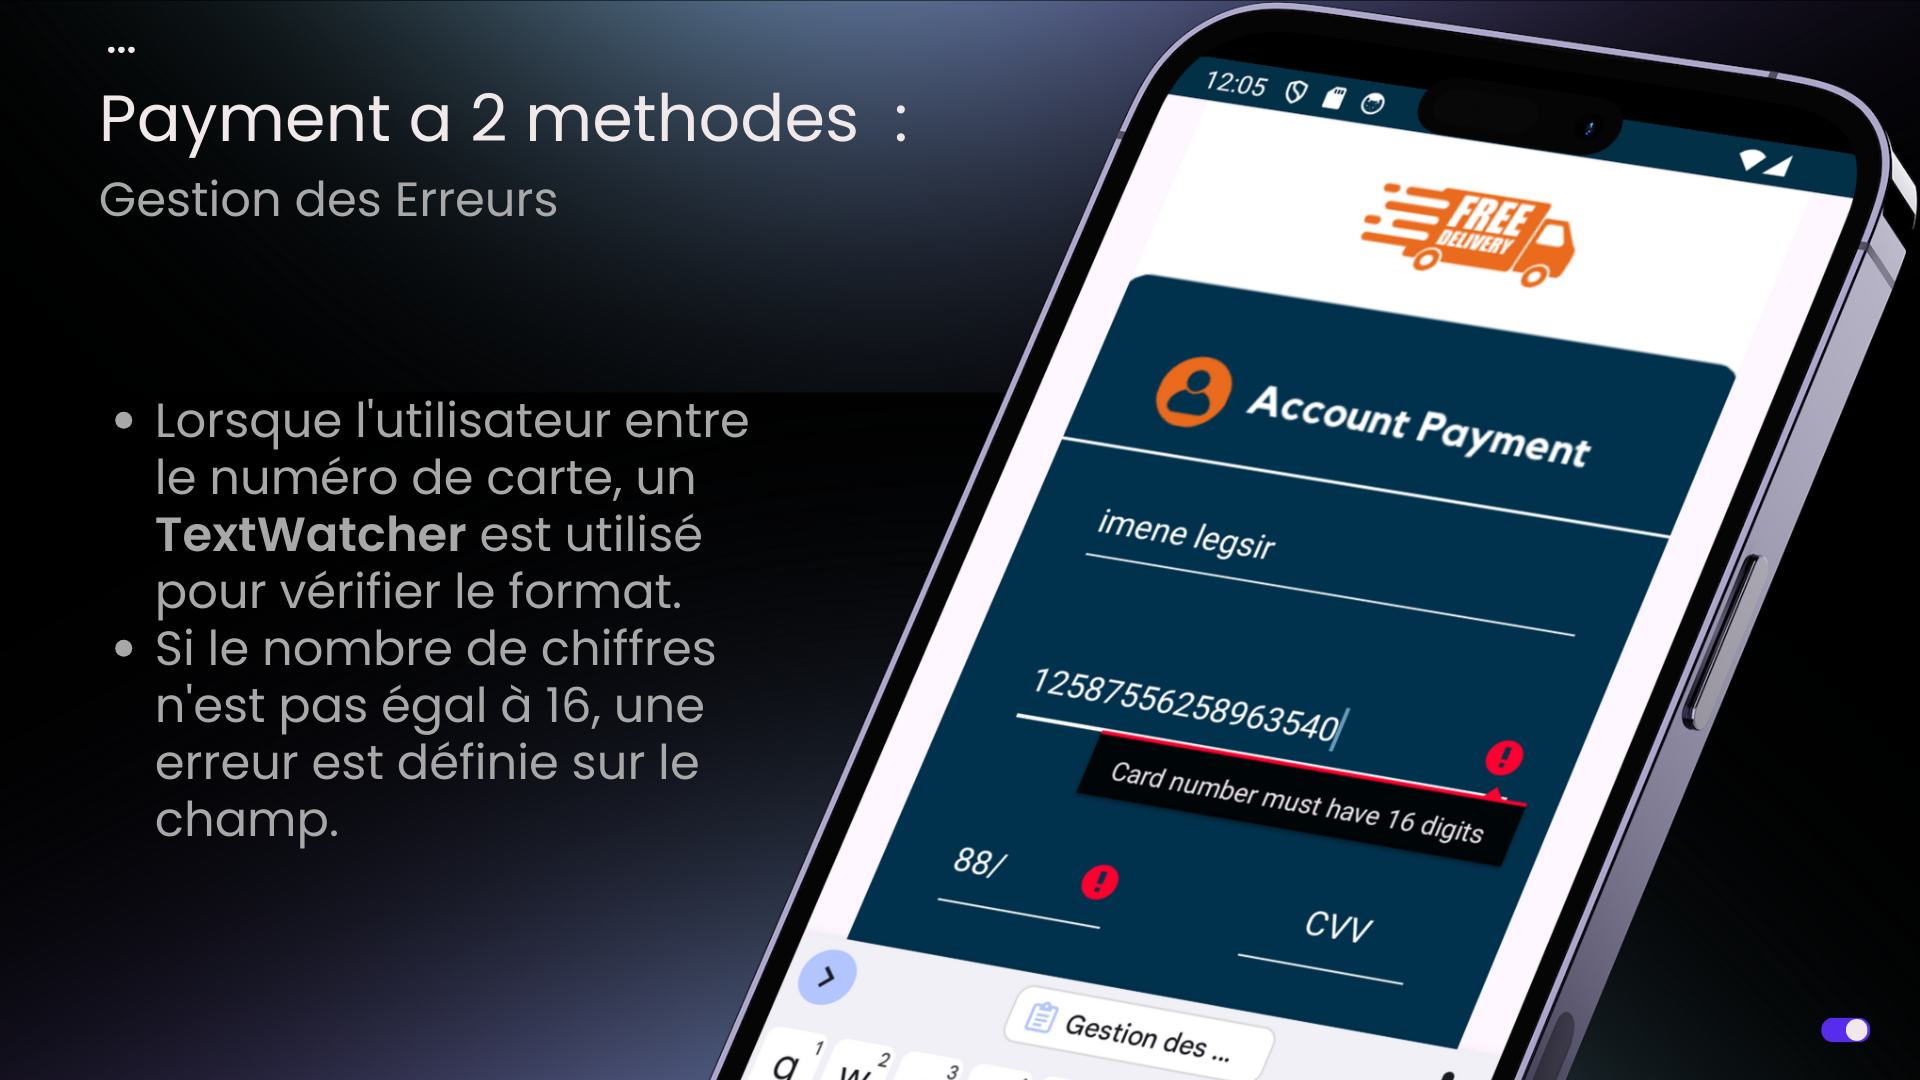 ...
Payment a 2 methodes :
Gestion des Erreurs
• Lorsque l'utilisateur entre
le numéro de carte, un
TextWatcher est utilisé
pour vérifier le format.
• Si le nombre de chiffres
n'est pas égal à 16, une
erreur est définie sur le
champ.
12:05
FREE
DELIVERY
Account Payment
imene legsir
12587556258963540
Card number must have 16 digits
88/
CVV
Gestion des ...
q 1 w 2 3